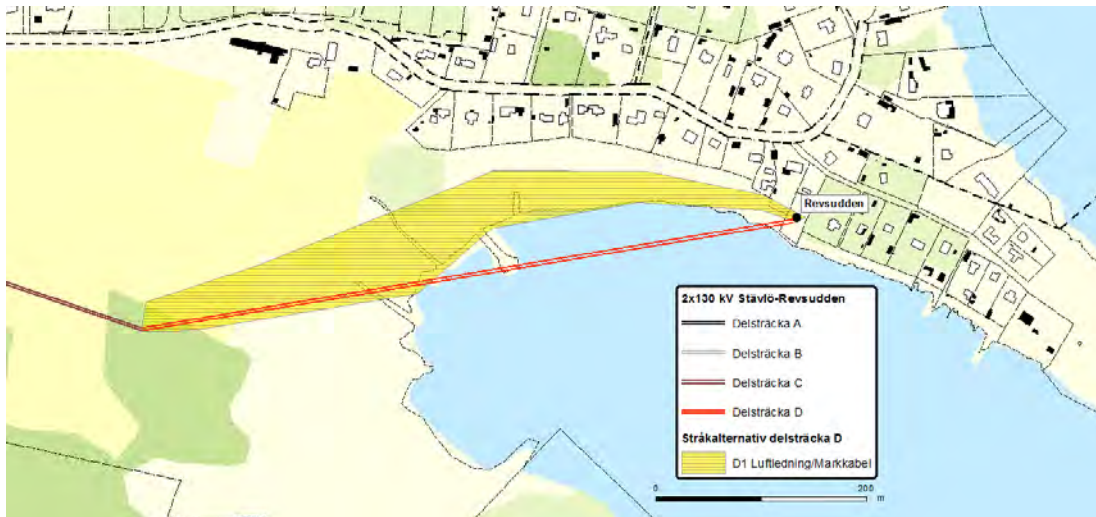 Revsudden
2x130 kV Stävlö-Revsudden
Delsträcka A
Delsträcka B
Delsträcka C
Delsträcka D
Stråkalternativ delsträcka D
D1 Luftledning/Markkabel
0 200
m